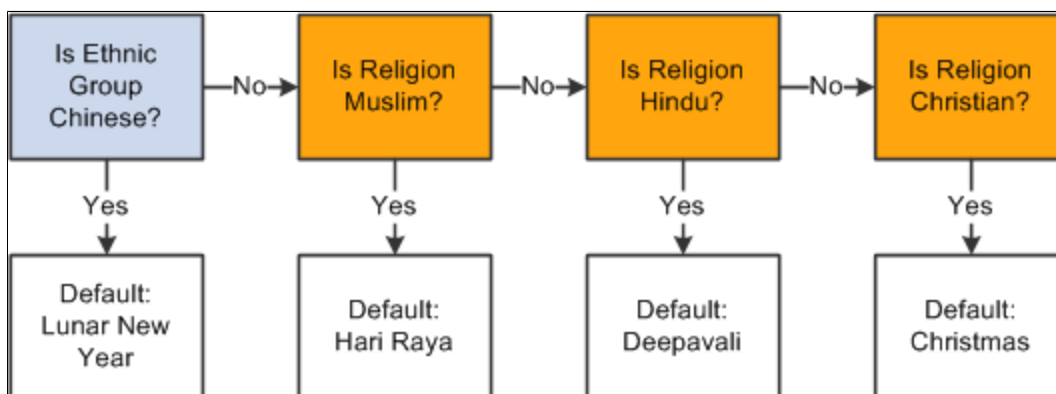 Is Ethnic
Group
Chinese?
No
Is Religion
Muslim?
No
Is Religion
Hindu?
No
Is Religion
Christian?
Yes
Yes
Yes
Yes
Default:
Lunar New
Year
Default:
Hari Raya
Default:
Deepavali
Default:
Christmas